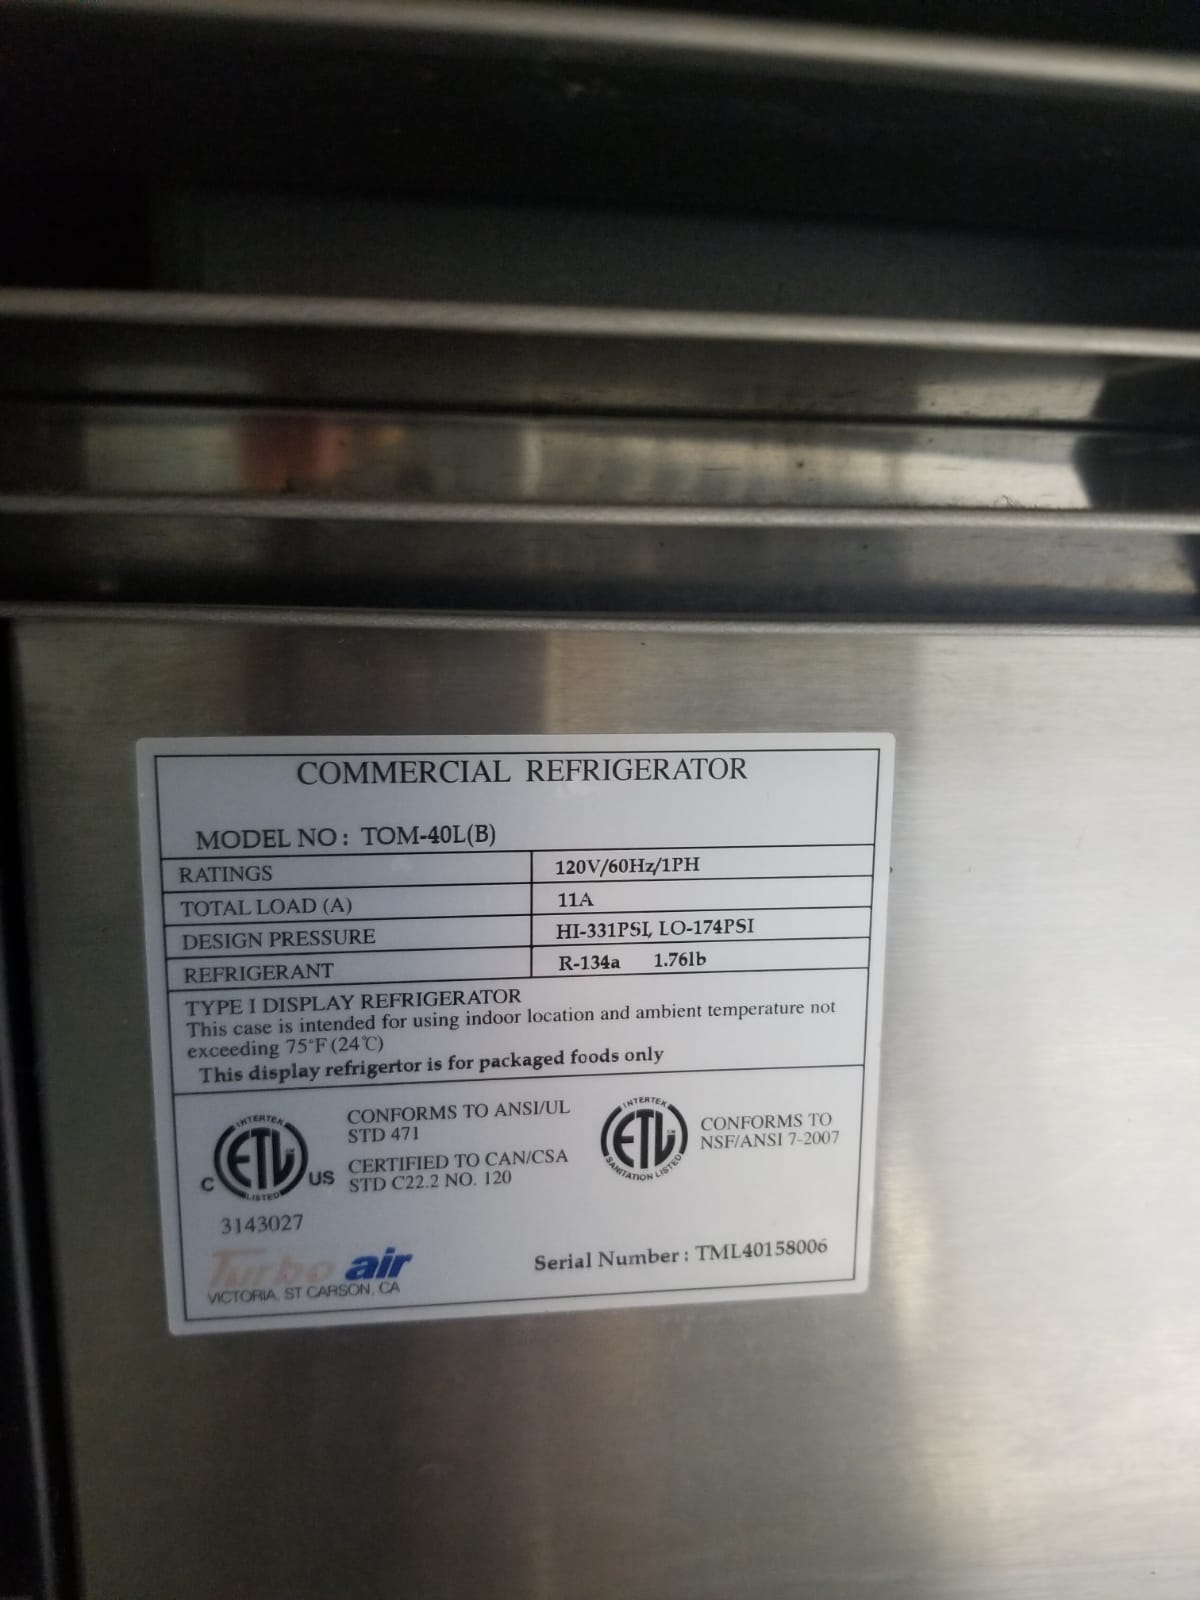 COMMERCIAL REFRIGERATOR
MODEL NO: TOM-40L(B)
RATINGS 120V/60Hz/1PH
TOTAL LOAD (A) 11A
DESIGN PRESSURE HI-331PSI, LO-174PSI
REFRIGERANT R-134a 1.76lb
TYPE I DISPLAY REFRIGERATOR
This case is intended for using indoor location and ambient temperature not
exceeding 75°F (24℃)
This display refrigertor is for packaged foods only
INTERTEK
ETL
LISTED
C US
CONFORMS TO ANSI/UL
STD 471
CERTIFIED TO CAN/CSA
STD C22.2 NO. 120
3143027
INTERTEK
ETL
SANITATION LISTED
CONFORMS TO
NSF/ANSI 7-2007
Turbo air
VICTORIA, ST CARSON, CA
Serial Number: TML40158006